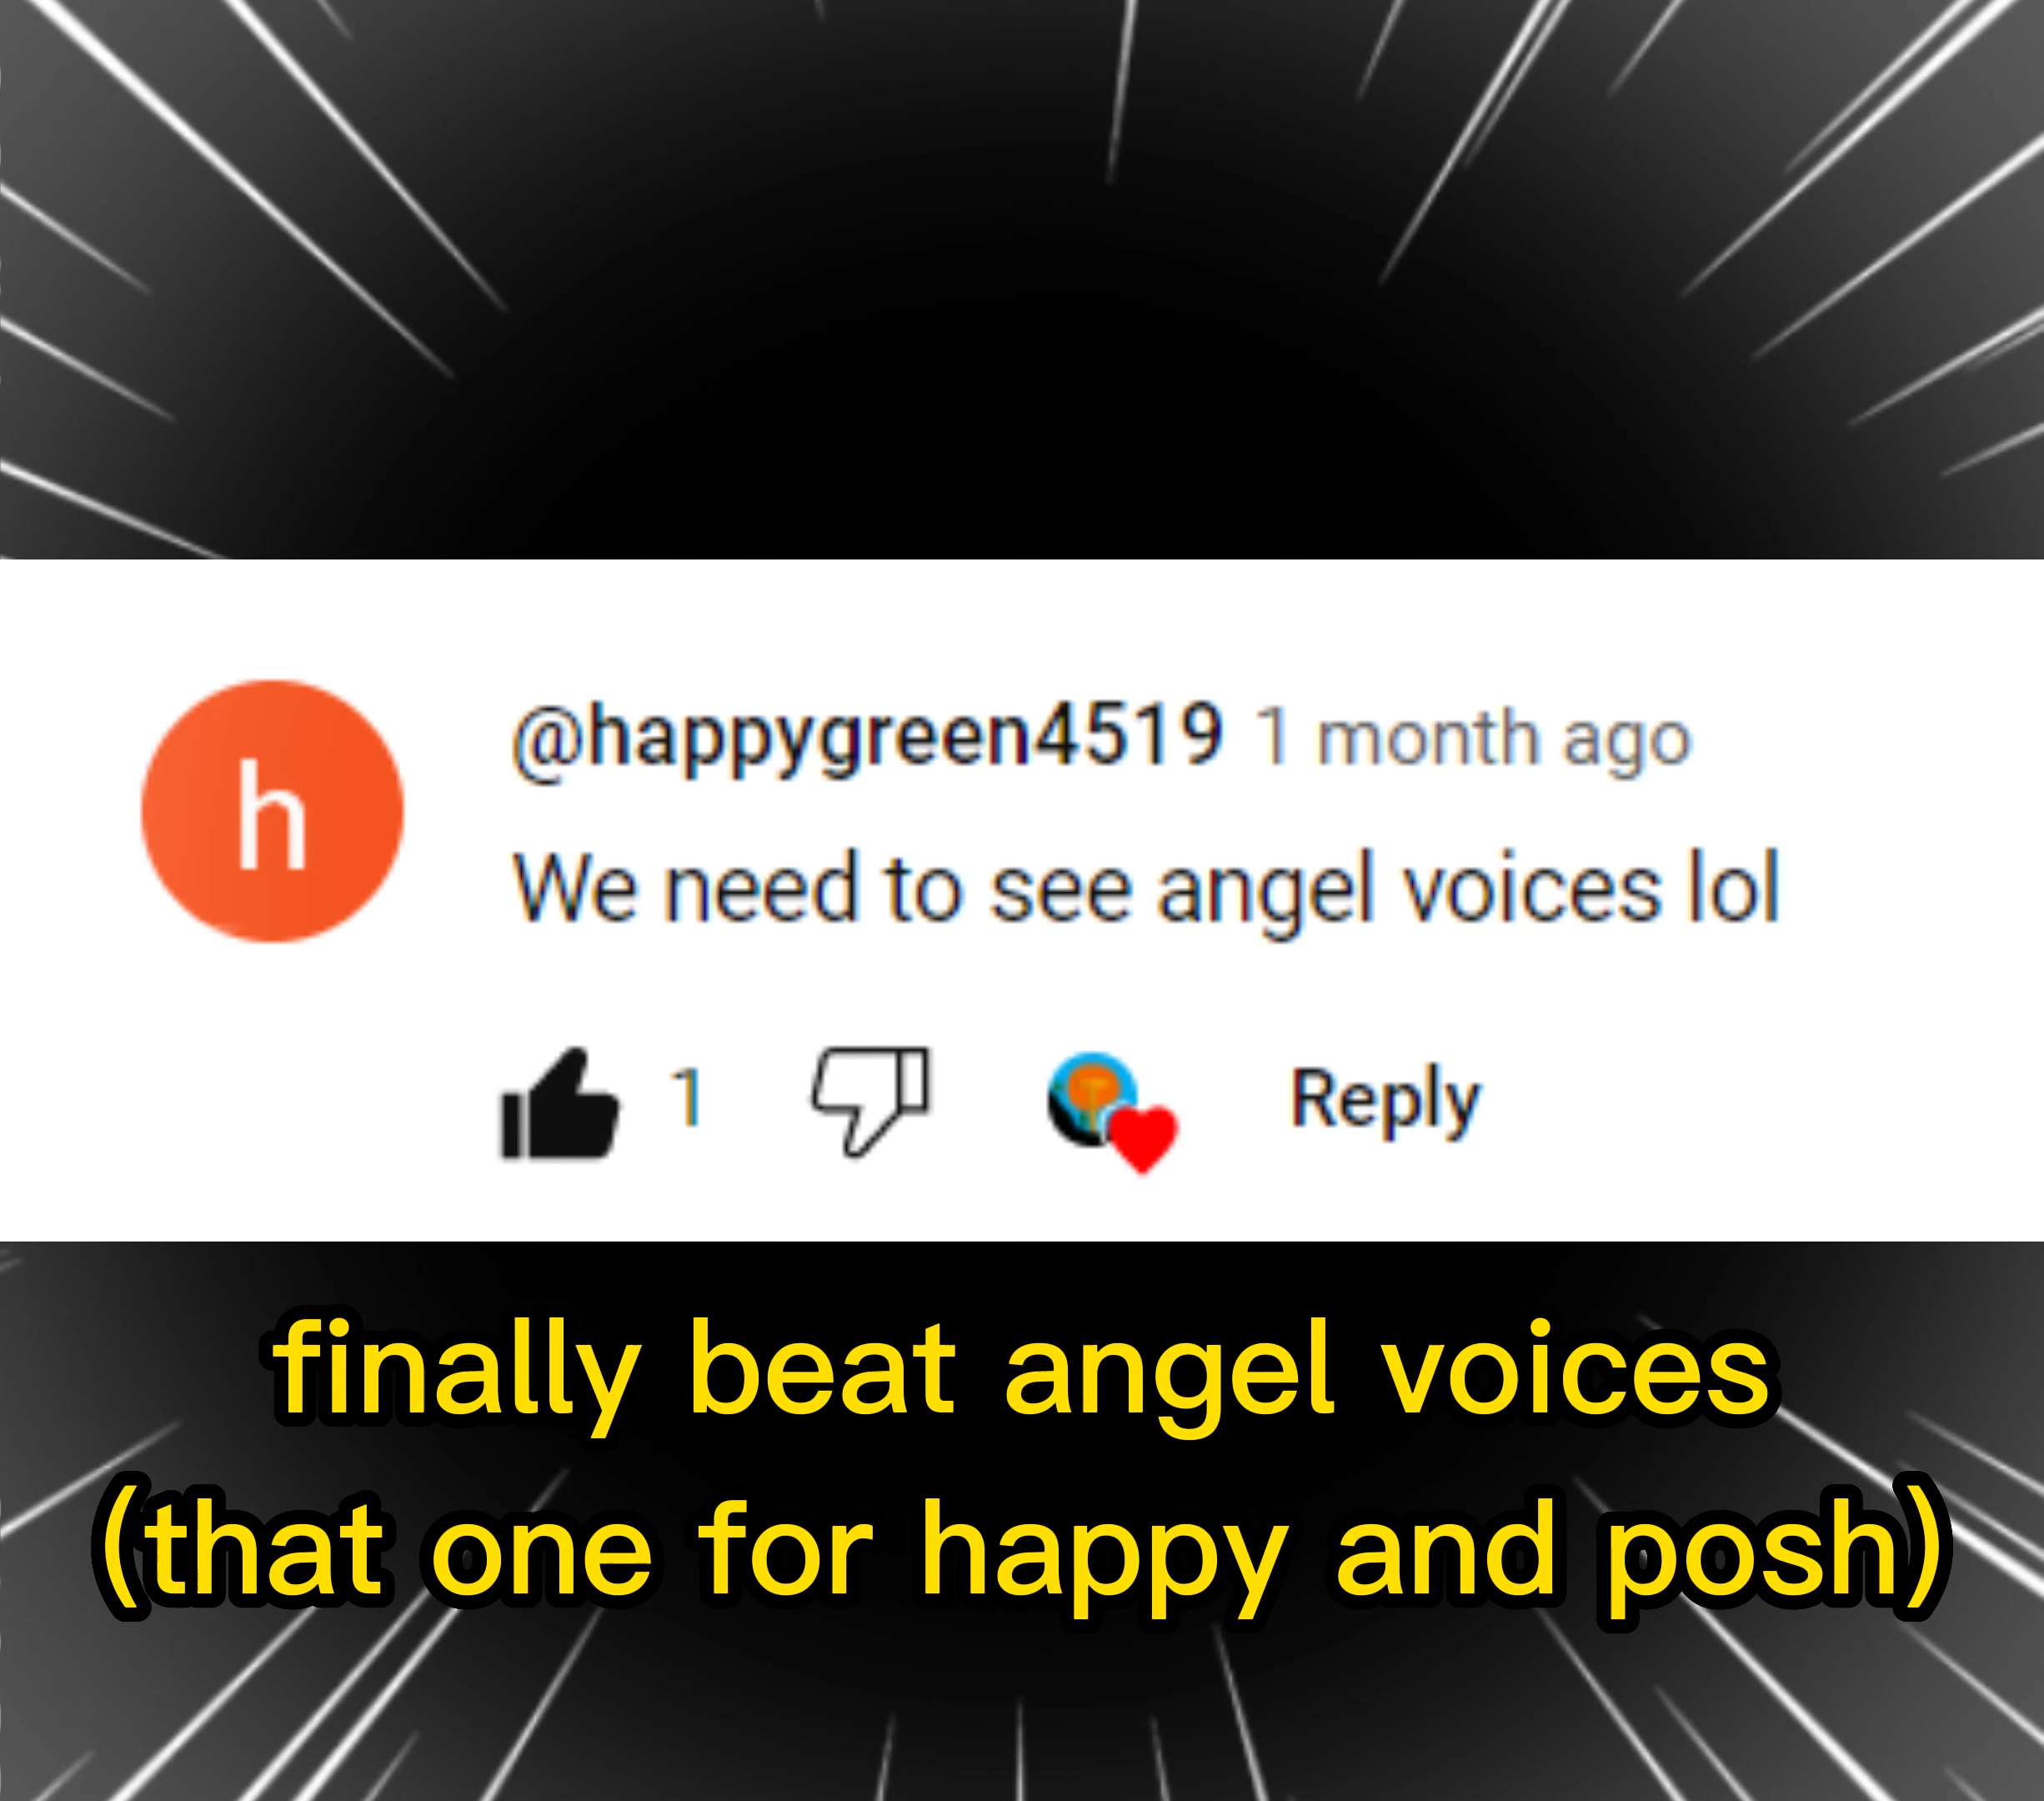 h
@happygreen4519 1 month ago
We need to see angel voices lol
1
Reply
finally beat angel voices
(that one for happy and posh)